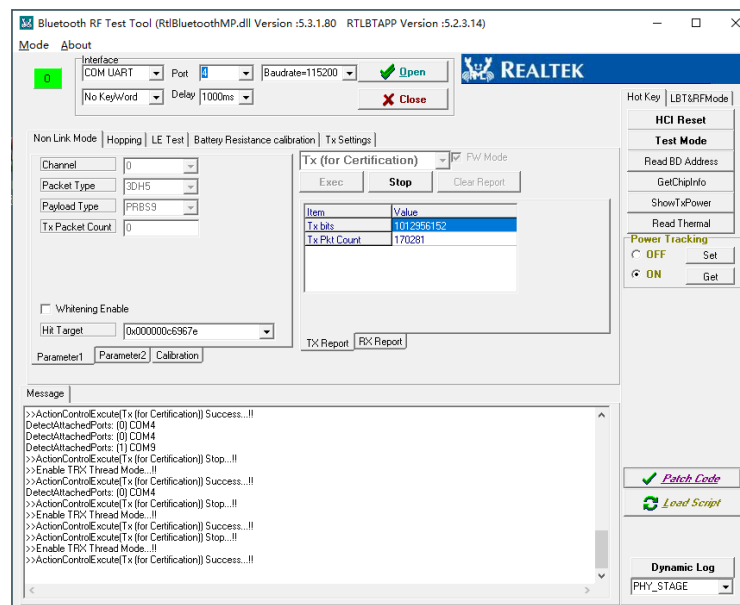 Bluetooth RF Test Tool (RtlBluetoothMP.dll Version :5.3.1.80 RTLBTAPP Version :5.2.3.14)
Mode About
0
Interface
COM UART Port 4 Baudrate=115200 Open
No KeyWord Delay 1000ms Close
REALTEK
Hot Key LBT&RFMode
HCI Reset
Test Mode
Read BD Address
GetChipInfo
ShowTxPower
Read Thermal
Power Tracking
OFF Set
ON Get
Non Link Mode Hopping LE Test Battery Resistance calibration Tx Settings
Channel 0
Packet Type 3DH5
Payload Type PRBS9
Tx Packet Count 0
Whitening Enable
Hit Target 0x000000c6967e
Parameter1 Parameter2 Calibration
Tx (for Certification) FW Mode
Exec Stop Clear Report
Item Value
Tx bits 1012956152
Tx Pkt Count 170281
TX Report RX Report
Message
>>ActionControlExcute(Tx (for Certification)) Success...!!
DetectAttachedPorts: (0) COM4
DetectAttachedPorts: (0) COM4
DetectAttachedPorts: (1) COM9
>>ActionControlExcute(Tx (for Certification)) Stop...!!
>>Enable TRX Thread Mode...!!
>>ActionControlExcute(Tx (for Certification)) Success...!!
DetectAttachedPorts: (0) COM4
>>ActionControlExcute(Tx (for Certification)) Stop...!!
>>Enable TRX Thread Mode...!!
>>ActionControlExcute(Tx (for Certification)) Success...!!
>>ActionControlExcute(Tx (for Certification)) Stop...!!
>>Enable TRX Thread Mode...!!
>>ActionControlExcute(Tx (for Certification)) Success...!!
Patch Code
Load Script
Dynamic Log
PHY_STAGE